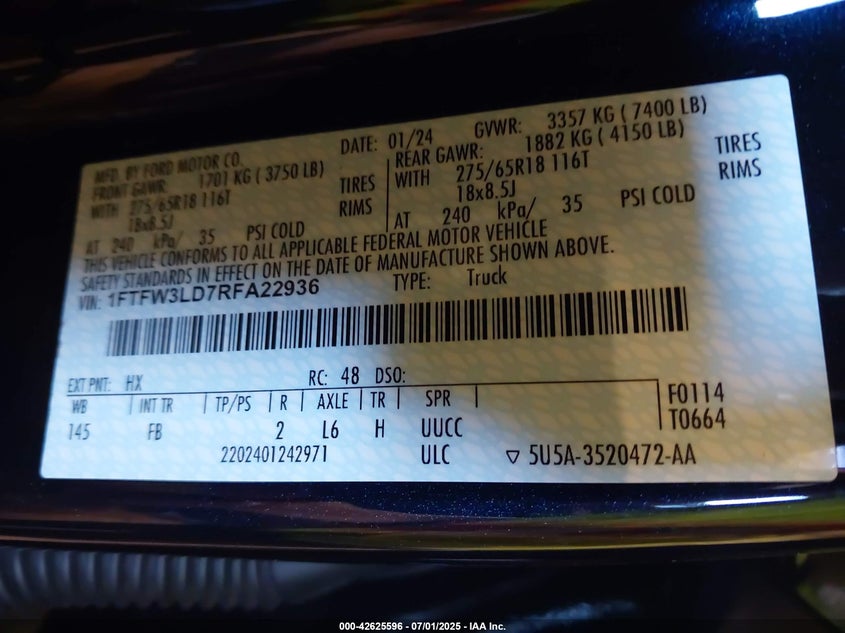 MFD. BY FORD MOTOR CO.
DATE: 01/24 GVWR: 3357 KG ( 7400 LB)
FRONT GAWR: 1701 KG ( 3750 LB)
REAR GAWR: 1882 KG ( 4150 LB)
WITH 275/65R18 116T TIRES
WITH 275/65R18 116T TIRES
18x8.5J RIMS
18x8.5J RIMS
AT 240 kPa/ 35 PSI COLD
AT 240 kPa/ 35 PSI COLD
THIS VEHICLE CONFORMS TO ALL APPLICABLE FEDERAL MOTOR VEHICLE
SAFETY STANDARDS IN EFFECT ON THE DATE OF MANUFACTURE SHOWN ABOVE.
VIN: 1FTFW3LD7RFA22936 TYPE: Truck
EXT PNT: HX RC: 48 DSO:
WB INT TR TP/PS R AXLE TR SPR F0114
145 FB 2 L6 H UUCC T0664
2202401242971 ULC ▽ 5U5A-3520472-AA
000-42625596 - 07/01/2025 - IAA Inc.